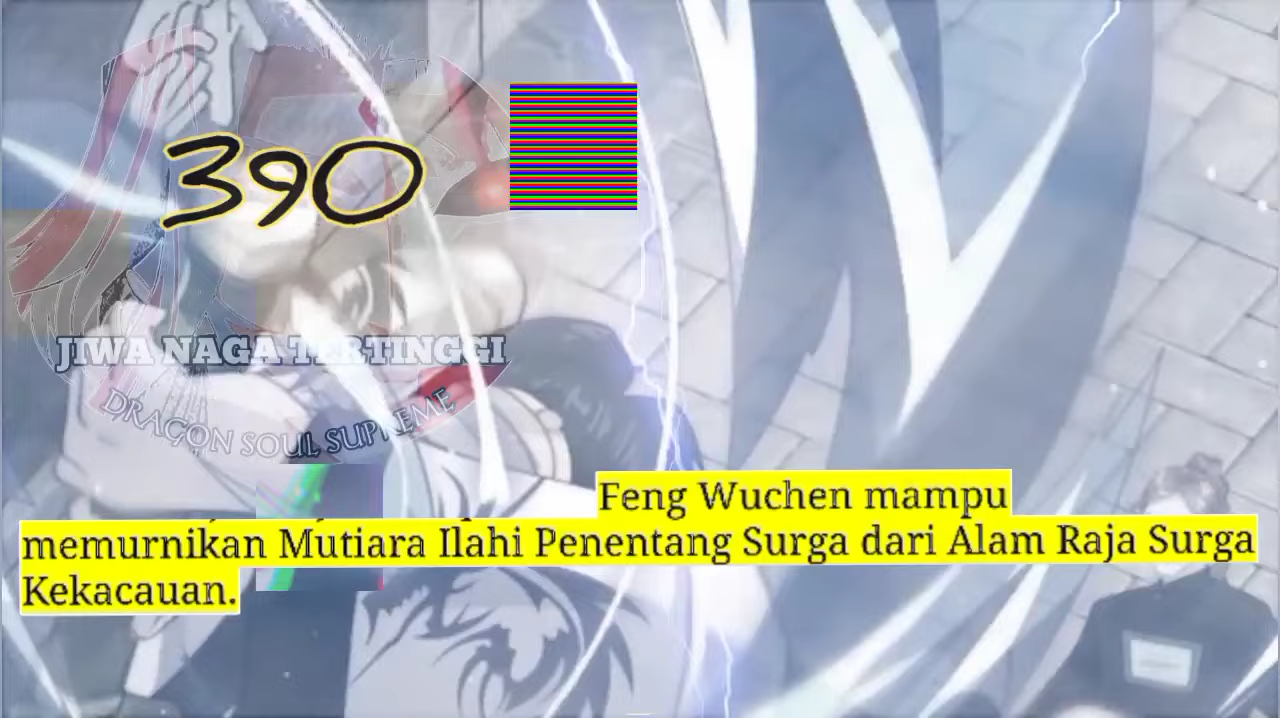 390
JIWA NAGA TERTINGGI
DRAGON SOUL SUPREME
Feng Wuchen mampu
memurnikan Mutiara Ilahi Penentang Surga dari Alam Raja Surga
Kekacauan.